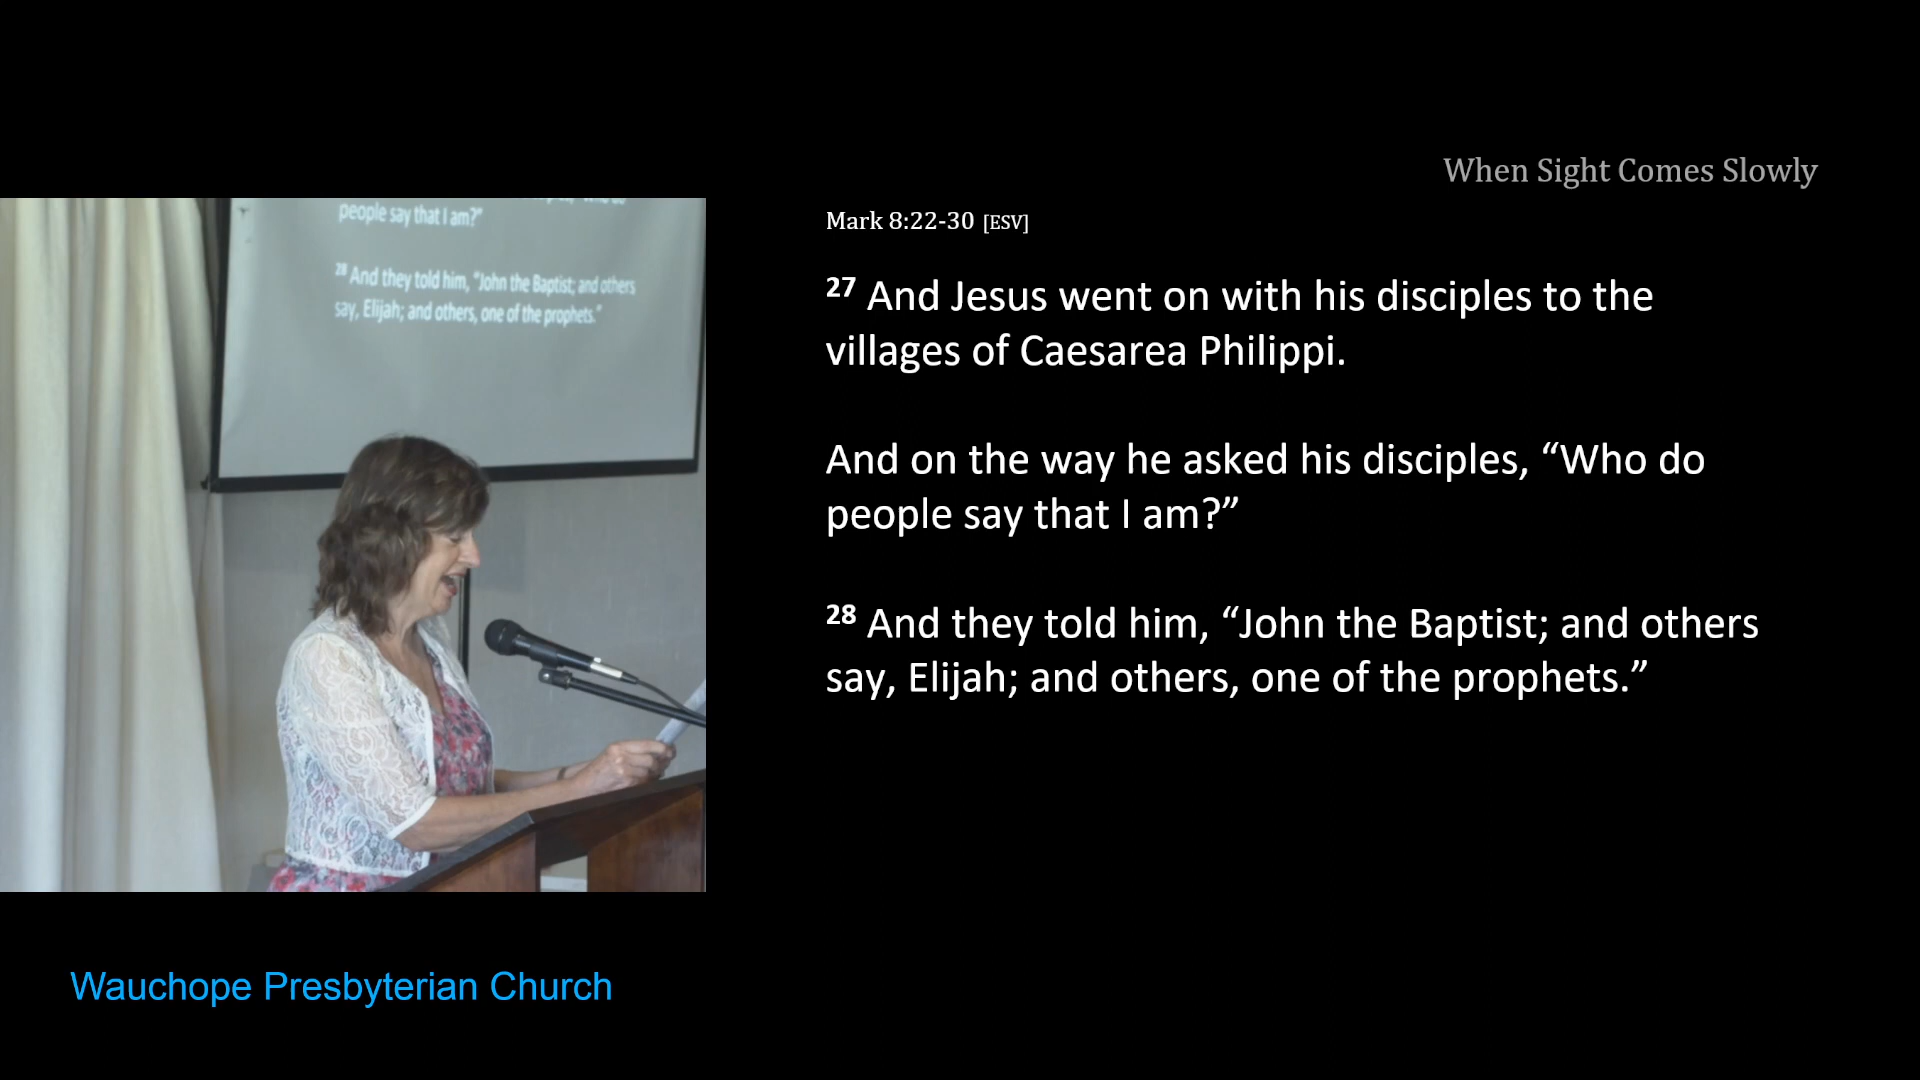 When Sight Comes Slowly
Mark 8:22-30 [ESV]
27 And Jesus went on with his disciples to the
villages of Caesarea Philippi.
And on the way he asked his disciples, “Who do
people say that I am?”
28 And they told him, “John the Baptist; and others
say, Elijah; and others, one of the prophets.”
people say that I am?”
28 And they told him, “John the Baptist; and others
say, Elijah; and others, one of the prophets.”
Wauchope Presbyterian Church